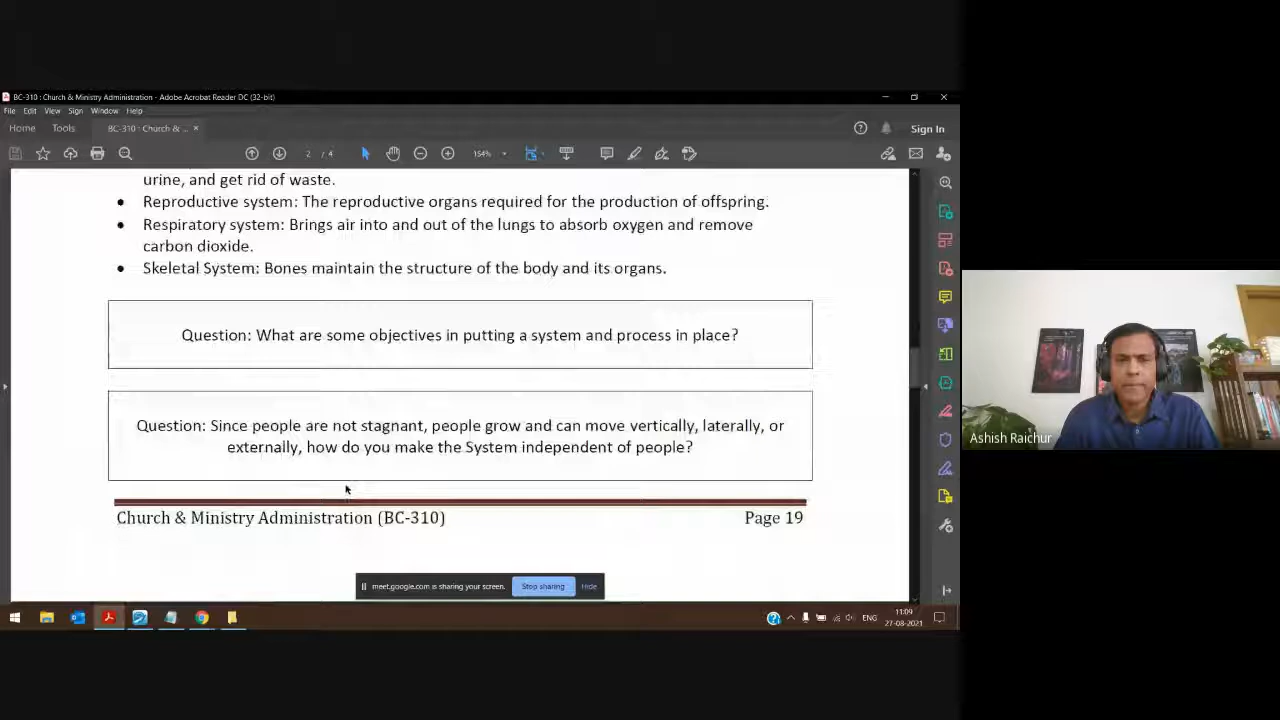 BC-310 : Church & Ministry Administration - Adobe Acrobat Reader DC (32-bit)
File Edit View Sign Window Help
Home Tools BC-310 : Church & ... × Sign In
2 / 4 154%
urine, and get rid of waste.
• Reproductive system: The reproductive organs required for the production of offspring.
• Respiratory system: Brings air into and out of the lungs to absorb oxygen and remove
carbon dioxide.
• Skeletal System: Bones maintain the structure of the body and its organs.
Question: What are some objectives in putting a system and process in place?
Question: Since people are not stagnant, people grow and can move vertically, laterally, or
externally, how do you make the System independent of people?
Church & Ministry Administration (BC-310) Page 19
meet.google.com is sharing your screen. Stop sharing Hide
ENG 11:09
27-08-2021
Ashish Raichur